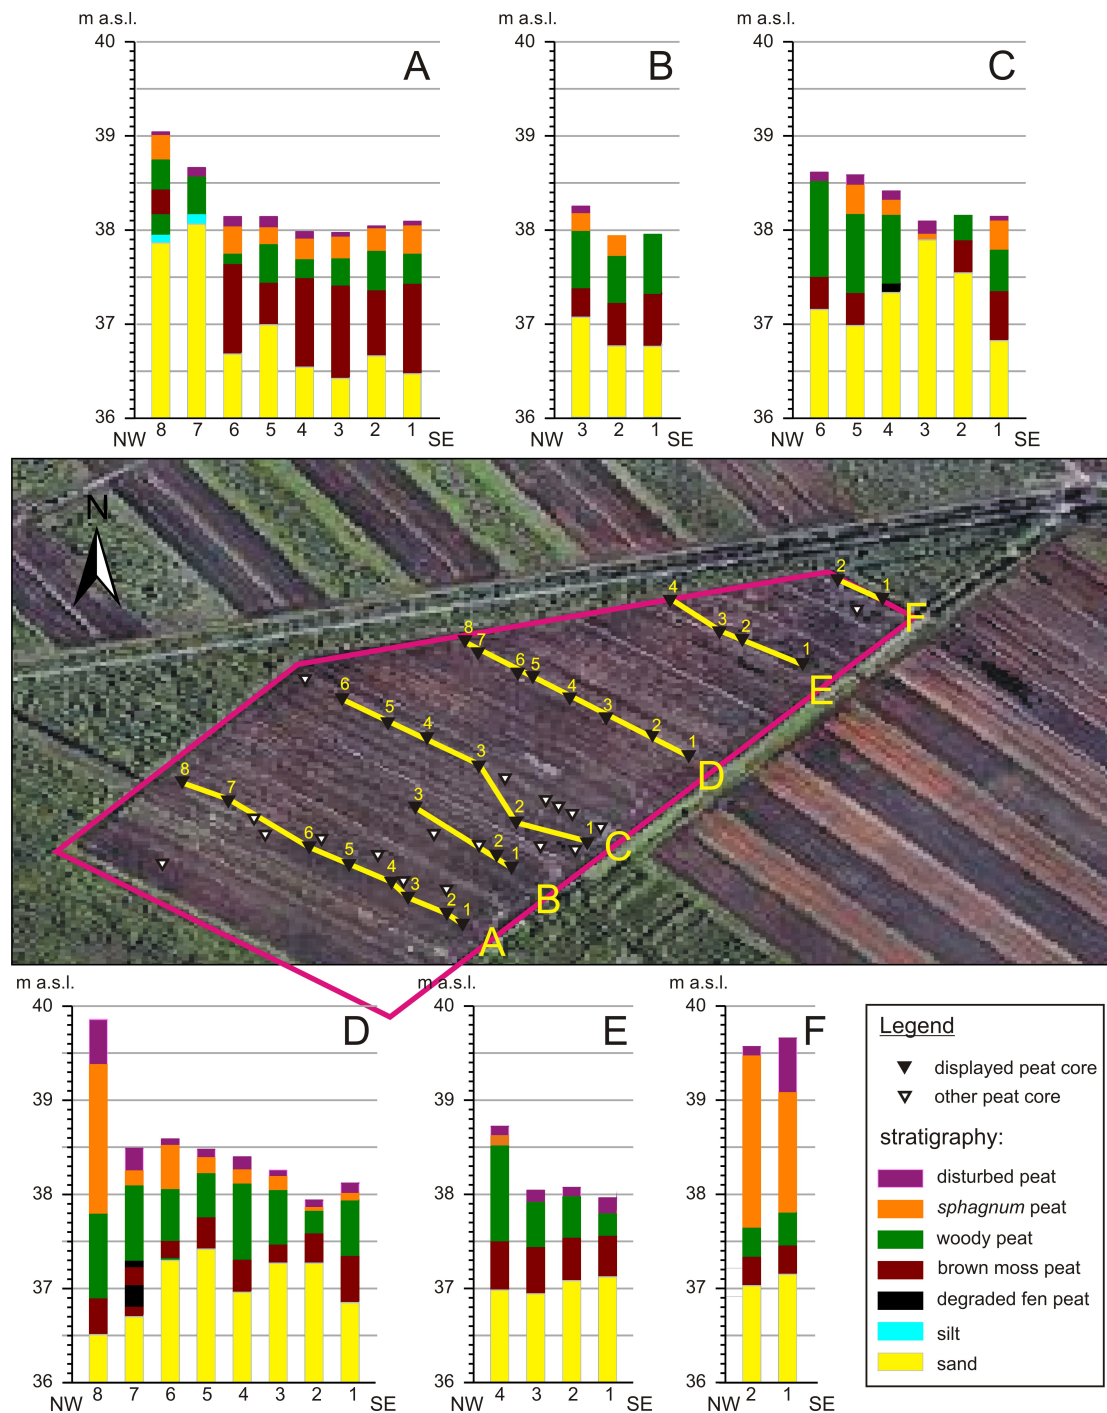 m a.s.l. m a.s.l. m a.s.l.
A B C
40 40 40
39 39 39
38 38 38
37 37 37
36 36 36
8 7 6 5 4 3 2 1
NW SE
3 2 1
NW SE
6 5 4 3 2 1
NW SE
N
2 1
F
4 3 2 1
E
8 7 6 5 4 3 2 1
D
6 5 4 3 2 1
C
3 2 1
B
8 7 6 5 4 3 2 1
A
m a.s.l. m a.s.l. m a.s.l.
D E F
40 40 40
39 39 39
38 38 38
37 37 37
36 36 36
8 7 6 5 4 3 2 1
NW SE
4 3 2 1
NW SE
2 1
NW SE
Legend
displayed peat core
other peat core
stratigraphy:
disturbed peat
sphagnum peat
woody peat
brown moss peat
degraded fen peat
silt
sand